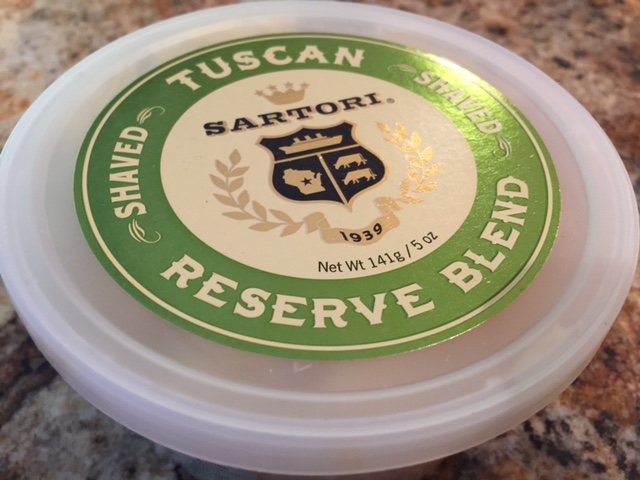 TUSCAN
SHAVED
SHAVED
SARTORI®
1939
Net Wt 141g / 5 oz
RESERVE BLEND